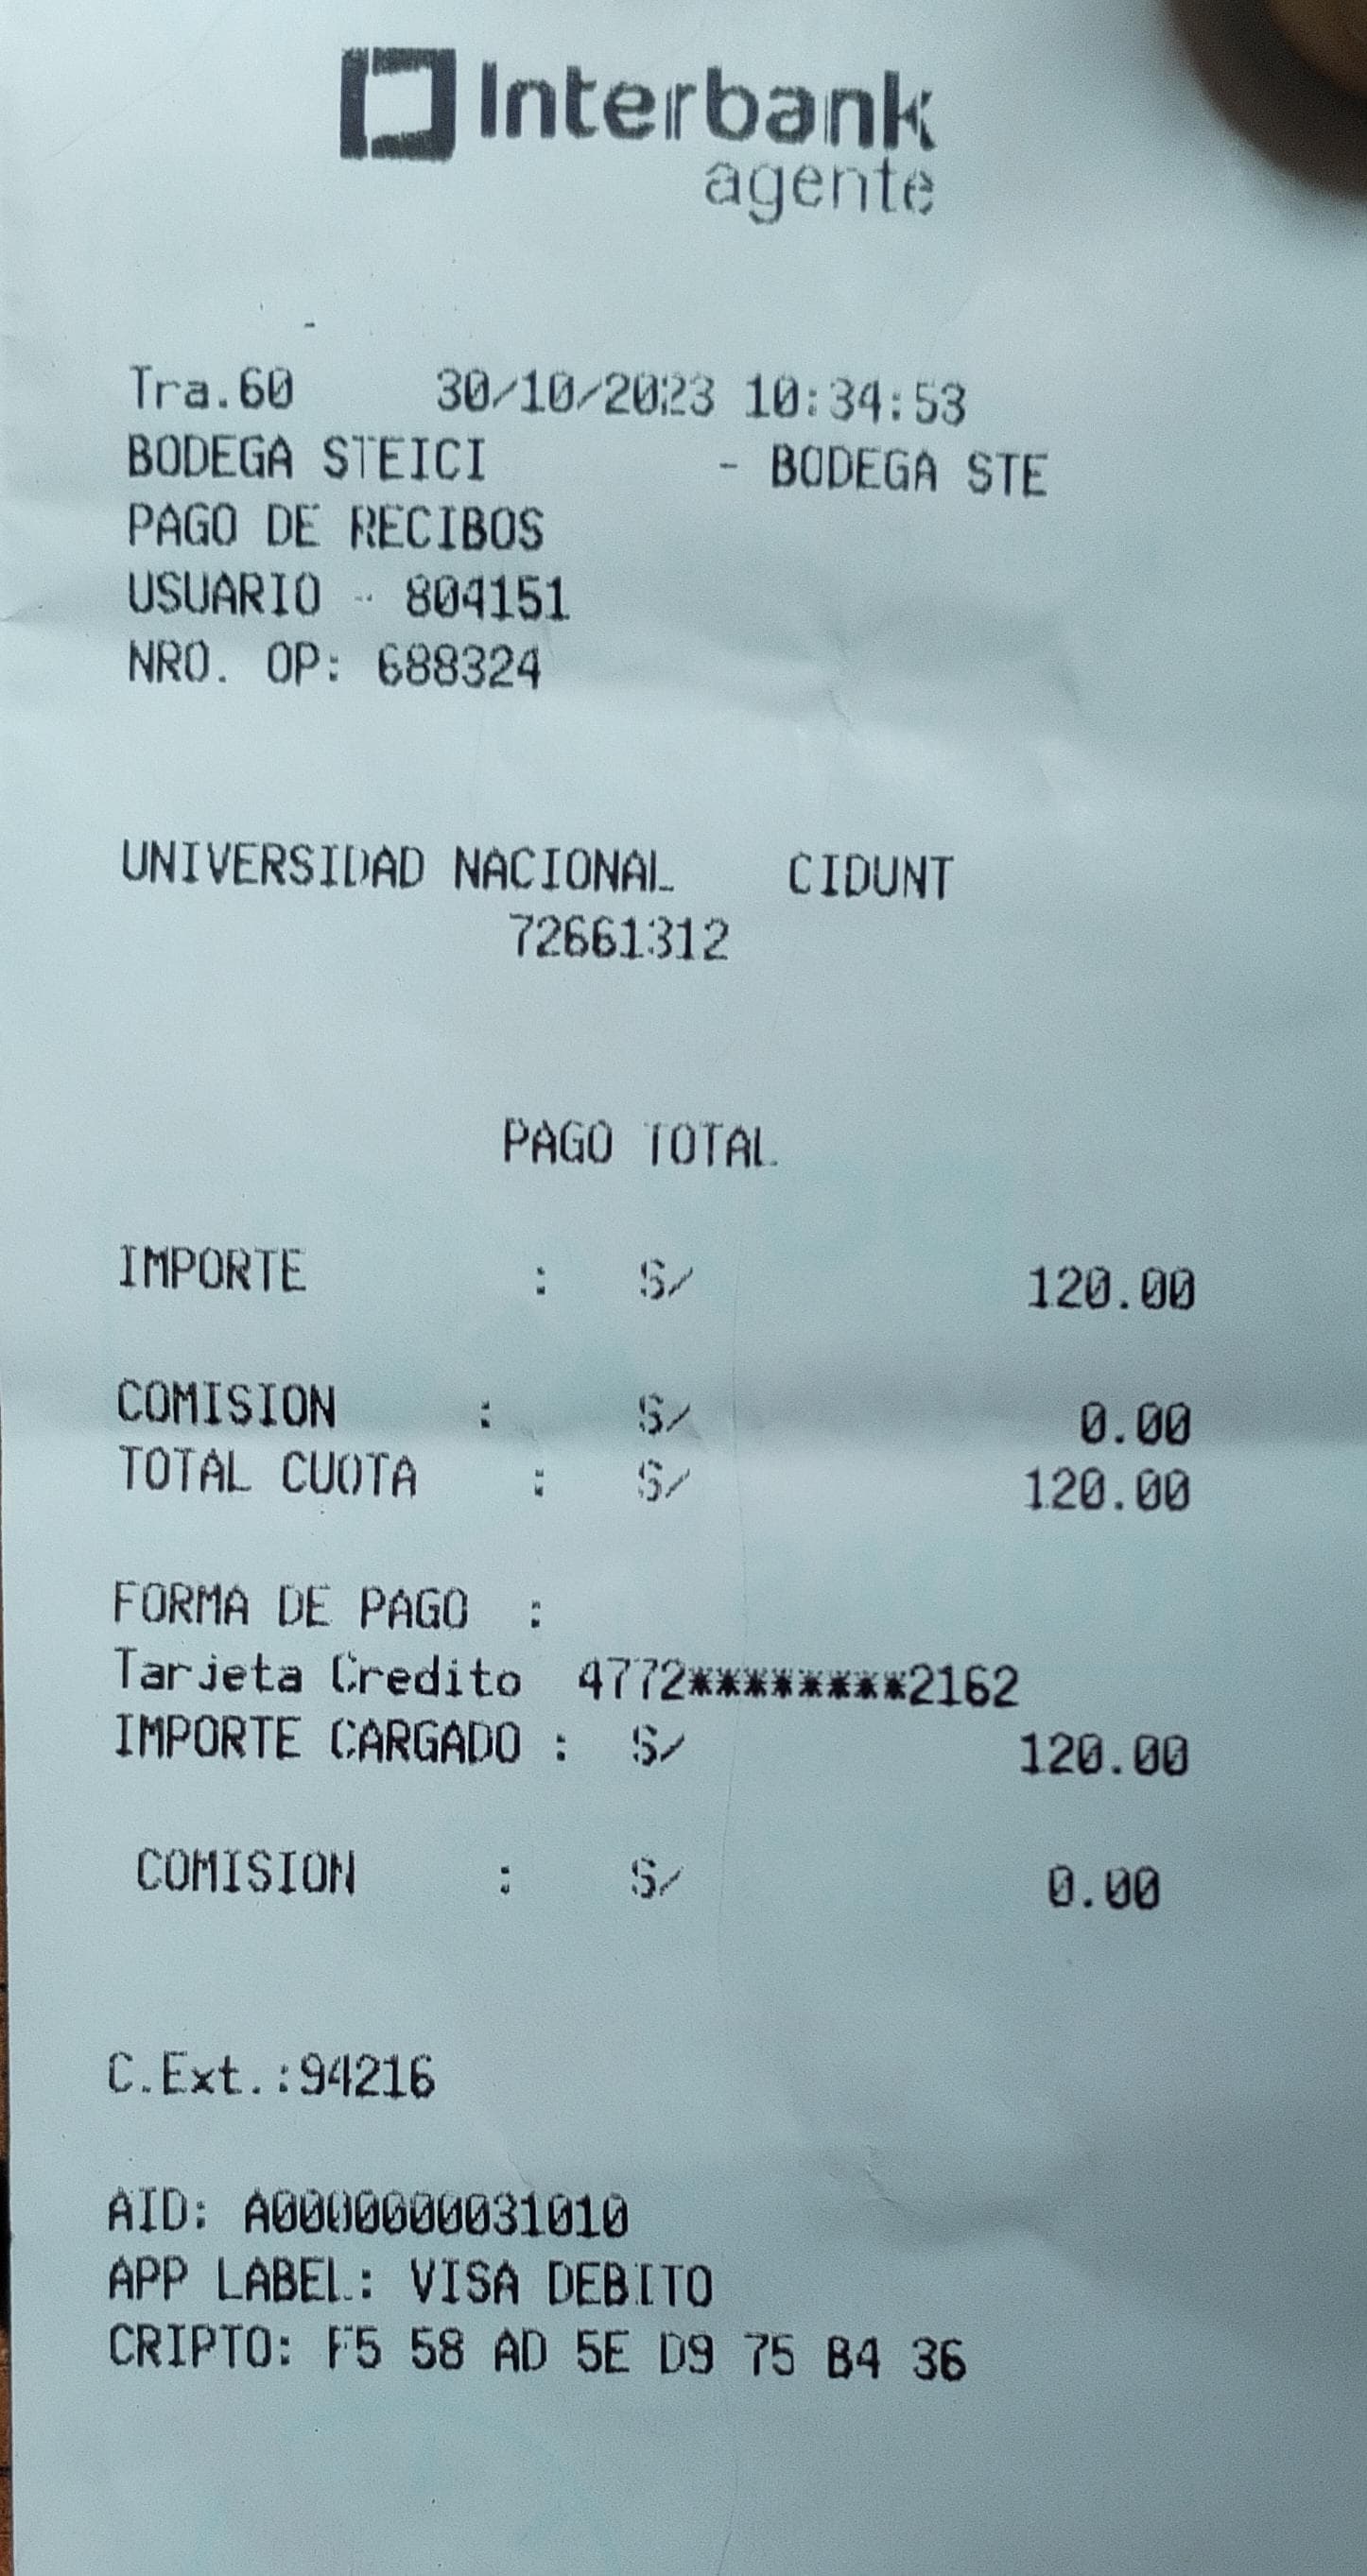 Interbank
agente
Tra.60 30/10/2023 10:34:53
BODEGA STEICI - BODEGA STE
PAGO DE RECIBOS
USUARIO - 804151
NRO. OP: 688324
UNIVERSIDAD NACIONAL CIDUNT
72661312
PAGO TOTAL
IMPORTE : S/ 120.00
COMISION : S/ 0.00
TOTAL CUOTA : S/ 120.00
FORMA DE PAGO :
Tarjeta Credito 4772********2162
IMPORTE CARGADO : S/ 120.00
COMISION : S/ 0.00
C.Ext.:94216
AID: A0000000031010
APP LABEL: VISA DEBITO
CRIPTO: F5 58 AD 5E D9 75 B4 36